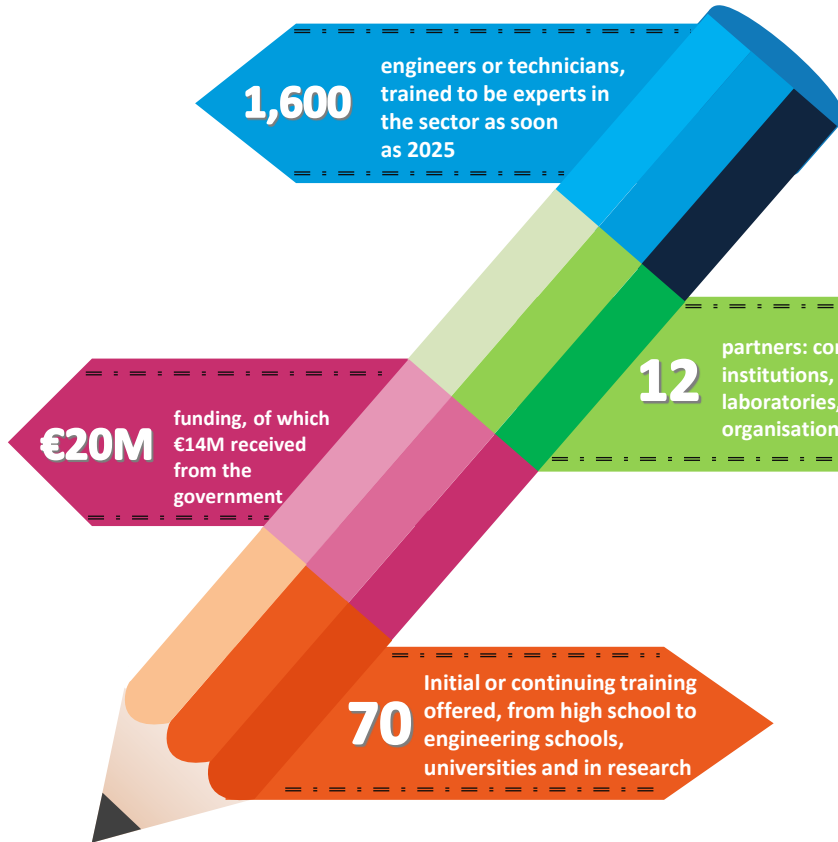 1,600
engineers or technicians,
trained to be experts in
the sector as soon
as 2025
12
partners:
institutions,
laboratories,
€20M
funding, of which
€14M received
from the
government
70
Initial or continuing training
offered, from high school to
engineering schools,
universities and in research